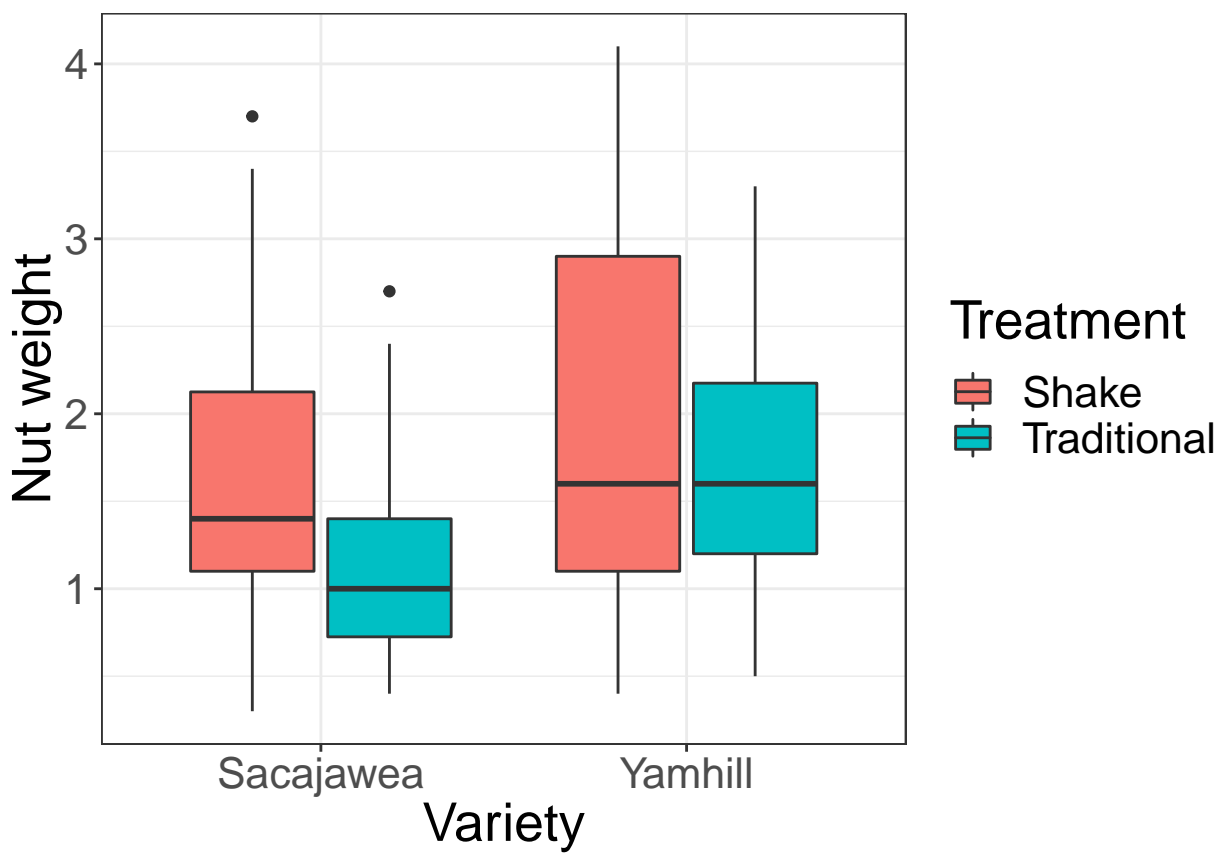 Nut weight
4
3
2
1
Sacajawea Yamhill
Variety
Treatment
Shake
Traditional